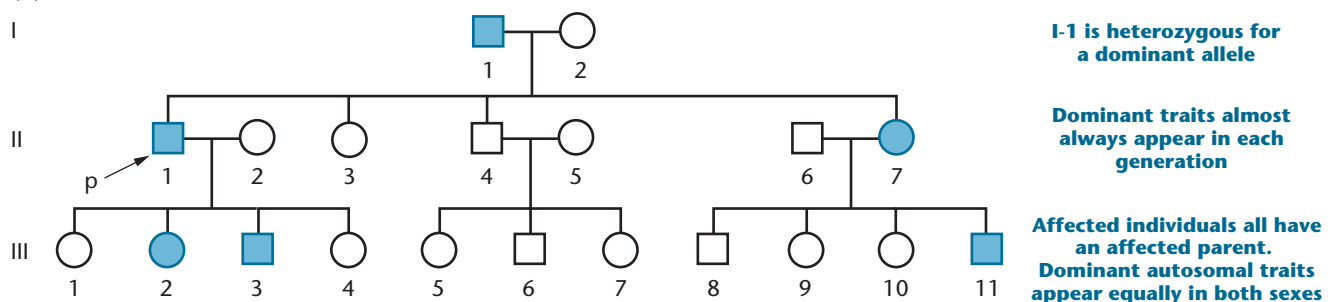 I
1
2
I-1 is heterozygous for
a dominant allele
II
p
1
2
3
4
5
6
7
Dominant traits almost
always appear in each
generation
III
1
2
3
4
5
6
7
8
9
10
11
Affected individuals all have
an affected parent.
Dominant autosomal traits
appear equally in both sexes